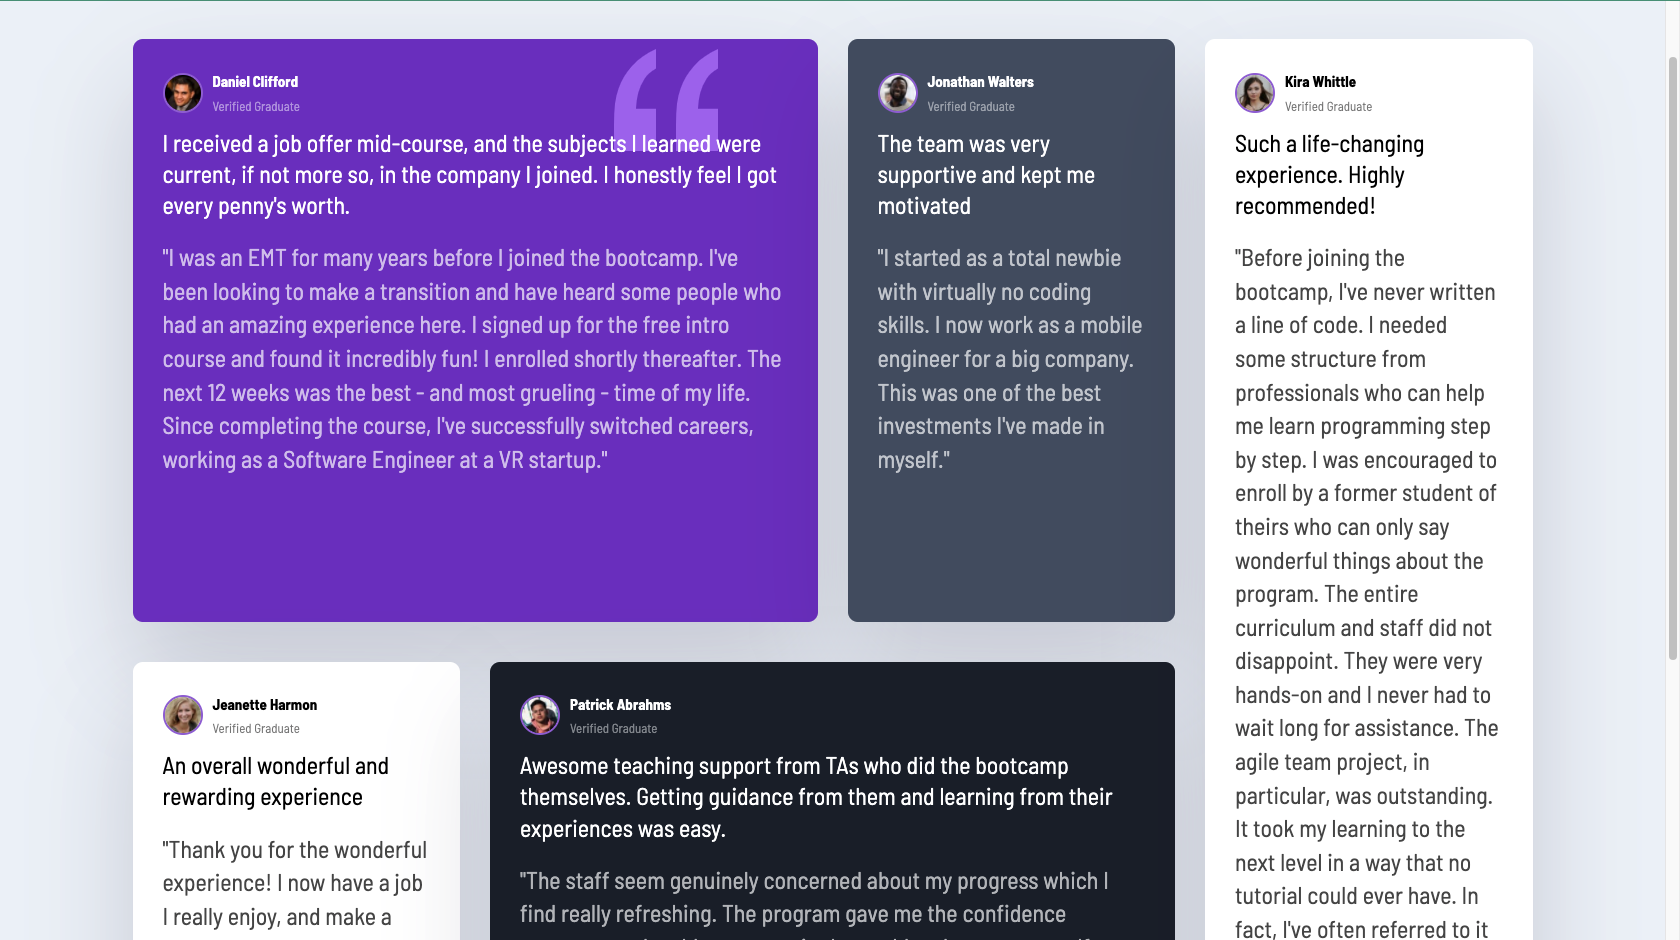 Daniel Clifford
Verified Graduate
I received a job offer mid-course, and the subjects I learned were
current, if not more so, in the company I joined. I honestly feel I got
every penny's worth.
"I was an EMT for many years before I joined the bootcamp. I've
been looking to make a transition and have heard some people who
had an amazing experience here. I signed up for the free intro
course and found it incredibly fun! I enrolled shortly thereafter. The
next 12 weeks was the best - and most grueling - time of my life.
Since completing the course, I've successfully switched careers,
working as a Software Engineer at a VR startup."
Jonathan Walters
Verified Graduate
The team was very
supportive and kept me
motivated
"I started as a total newbie
with virtually no coding
skills. I now work as a mobile
engineer for a big company.
This was one of the best
investments I've made in
myself."
Kira Whittle
Verified Graduate
Such a life-changing
experience. Highly
recommended!
"Before joining the
bootcamp, I've never written
a line of code. I needed
some structure from
professionals who can help
me learn programming step
by step. I was encouraged to
enroll by a former student of
theirs who can only say
wonderful things about the
program. The entire
curriculum and staff did not
disappoint. They were very
hands-on and I never had to
wait long for assistance. The
agile team project, in
particular, was outstanding.
It took my learning to the
next level in a way that no
tutorial could ever have. In
fact, I've often referred to it
Jeanette Harmon
Verified Graduate
An overall wonderful and
rewarding experience
"Thank you for the wonderful
experience! I now have a job
I really enjoy, and make a
Patrick Abrahms
Verified Graduate
Awesome teaching support from TAs who did the bootcamp
themselves. Getting guidance from them and learning from their
experiences was easy.
"The staff seem genuinely concerned about my progress which I
find really refreshing. The program gave me the confidence